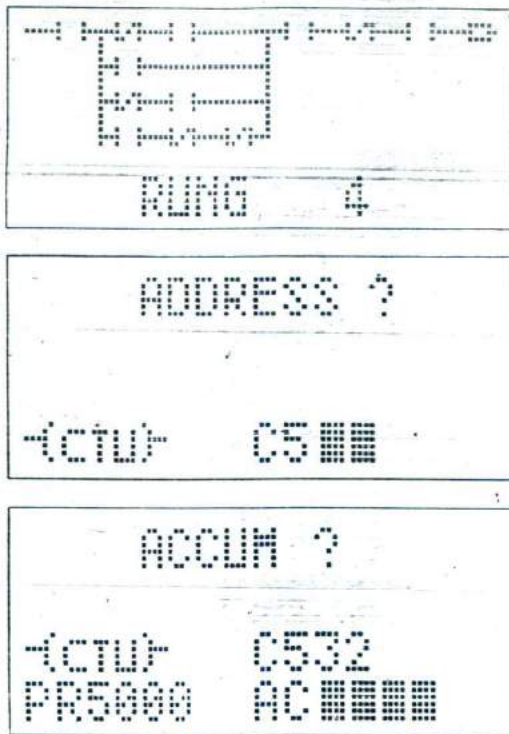 RUNG 4
ADDRESS ?
-(CTU)- C5
ACCUM ?
-(CTU)- C532
PR5000 AC